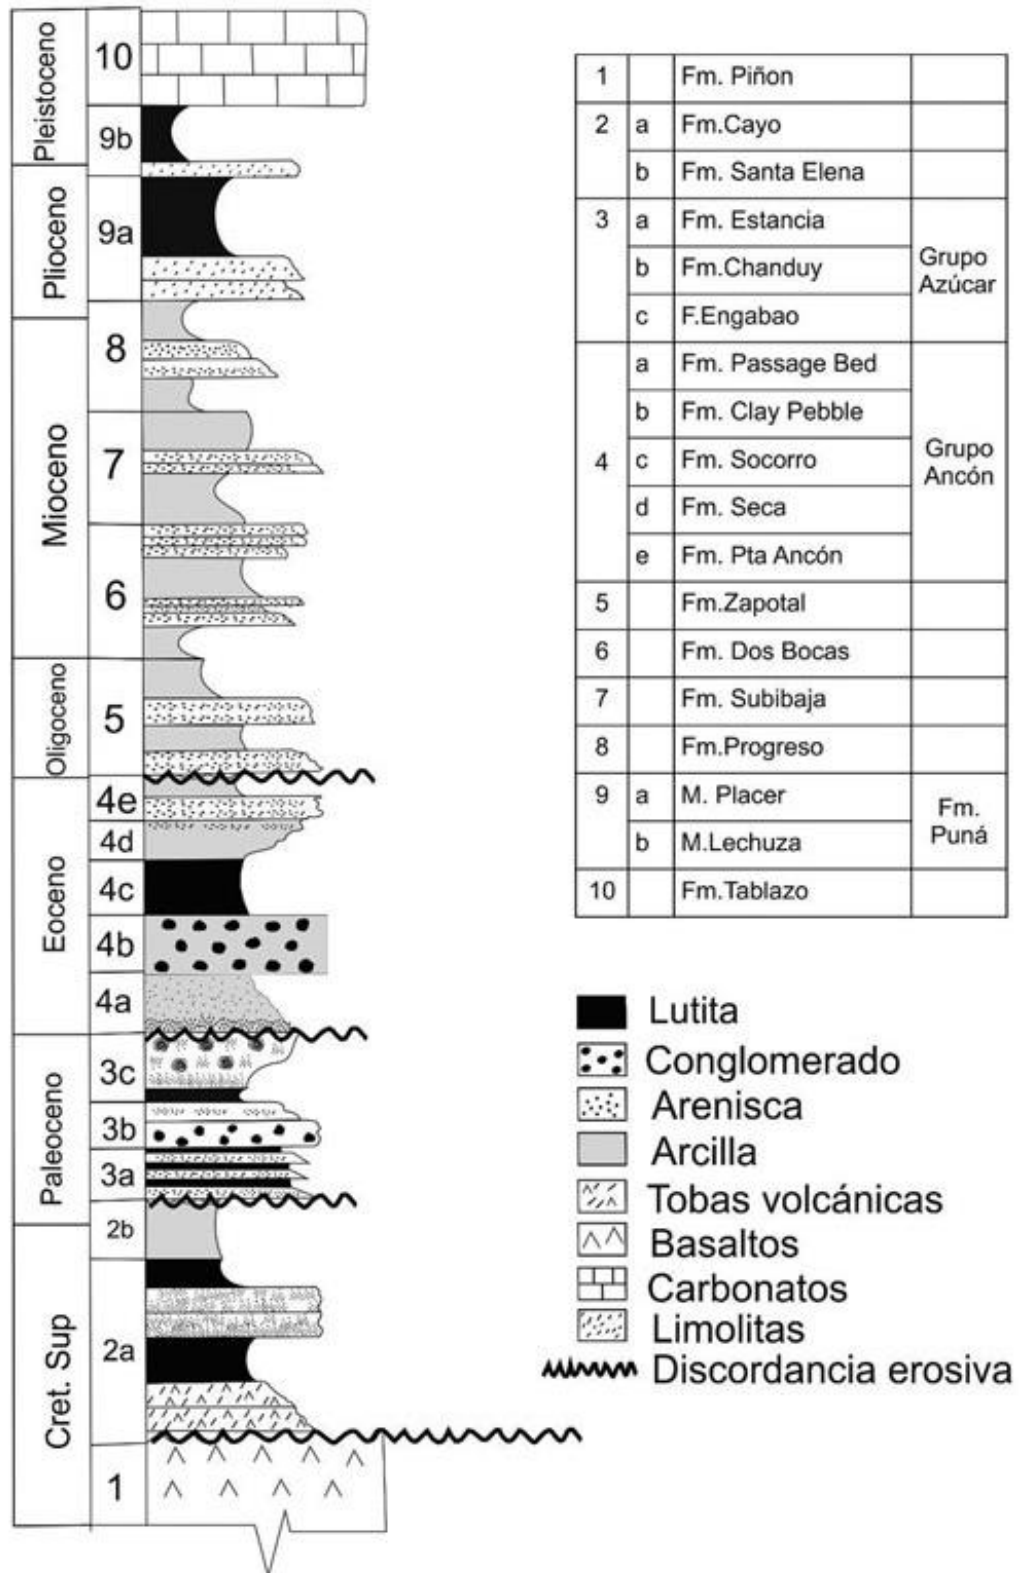 Pleistoceno
Plioceno
Mioceno
Oligoceno
Eoceno
Paleoceno
Cret. Sup
10
9b
9a
8
7
6
5
4e
4d
4c
4b
4a
3c
3b
3a
2b
2a
1
1 Fm. Piñon
2 a Fm.Cayo
b Fm. Santa Elena
3 a Fm. Estancia
b Fm.Chanduy
c F.Engabao
Grupo
Azúcar
4
a Fm. Passage Bed
b Fm. Clay Pebble
c Fm. Socorro
d Fm. Seca
e Fm. Pta Ancón
Grupo
Ancón
5 Fm.Zapotal
6 Fm. Dos Bocas
7 Fm. Subibaja
8 Fm.Progreso
9 a M. Placer
b M.Lechuza
Fm.
Puná
10 Fm.Tablazo
Lutita
Conglomerado
Arenisca
Arcilla
Tobas volcánicas
Basaltos
Carbonatos
Limolitas
Discordancia erosiva